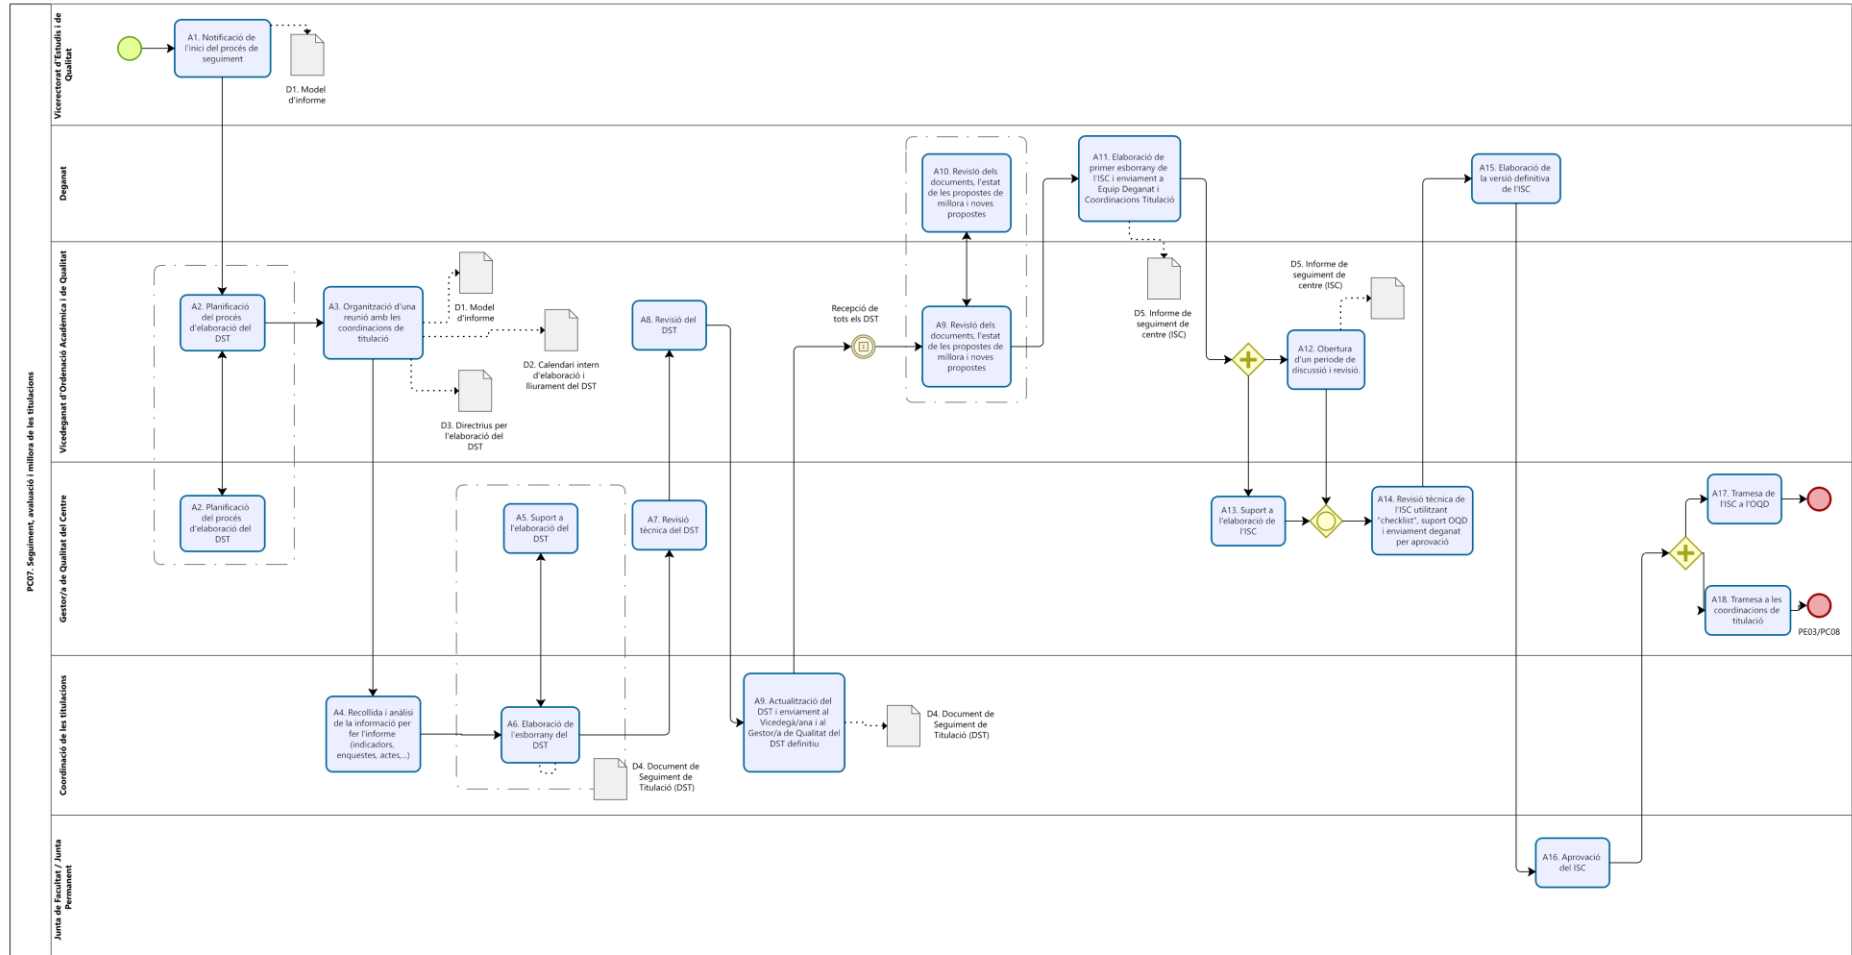 PC07. Seguiment, avaluació i millora de les titulacions
Vicerectorat d'Estudis i de
Qualitat
A1. Notificació de
l'inici del procés de
seguiment
D1. Model
d'informe
Deganat
A10. Revisió dels
documents, l'estat
de les propostes de
millora i noves
propostes
A11. Elaboració de
primer esborrany de
l'ISC i enviament a
Equip Deganat i
Coordinacions Titulació
A15. Elaboració de
la versió definitiva
de l'ISC
Vicedeganat d'Ordenació Acadèmica i de Qualitat
A2. Planificació
del procés
d'elaboració del
DST
A3. Organització d'una
reunió amb les
coordinacions de
titulació
D1. Model
d'informe
D2. Calendari intern
d'elaboració i
lliurament del DST
D3. Directrius per
l'elaboració del
DST
A8. Revisió del
DST
Recepció de
tots els DST
A9. Revisió dels
documents, l'estat
de les propostes de
millora i noves
propostes
D5. Informe de
seguiment de
centre (ISC)
D5. Informe de
seguiment de
centre (ISC)
A12. Obertura
d'un periode de
discussió i revisió.
Gestor/a de Qualitat del Centre
A2. Planificació
del procés
d'elaboració del
DST
A5. Suport a
l'elaboració del
DST
A7. Revisió
tècnica del DST
A13. Suport a
l'elaboració de
l'ISC
A14. Revisió tècnica de
l'ISC utilitzant
"checklist", suport OQD
i enviament deganat
per aprovació
A17. Tramesa de
l'ISC a l'OQD
A18. Tramesa a les
coordinacions de
titulació
PE03/PC08
Coordinació de les titulacions
A4. Recollida i anàlisi
de la informació per
fer l'informe
(indicadors,
enquestes, actes,...)
A6. Elaboració de
l'esborrany del
DST
D4. Document de
Seguiment de
Titulació (DST)
A9. Actualització del
DST i enviament al
Vicedegà/ana i al
Gestor/a de Qualitat del
DST definitiu
D4. Document de
Seguiment de
Titulació (DST)
Junta de Facultat / Junta
Permanent
A16. Aprovació
del ISC